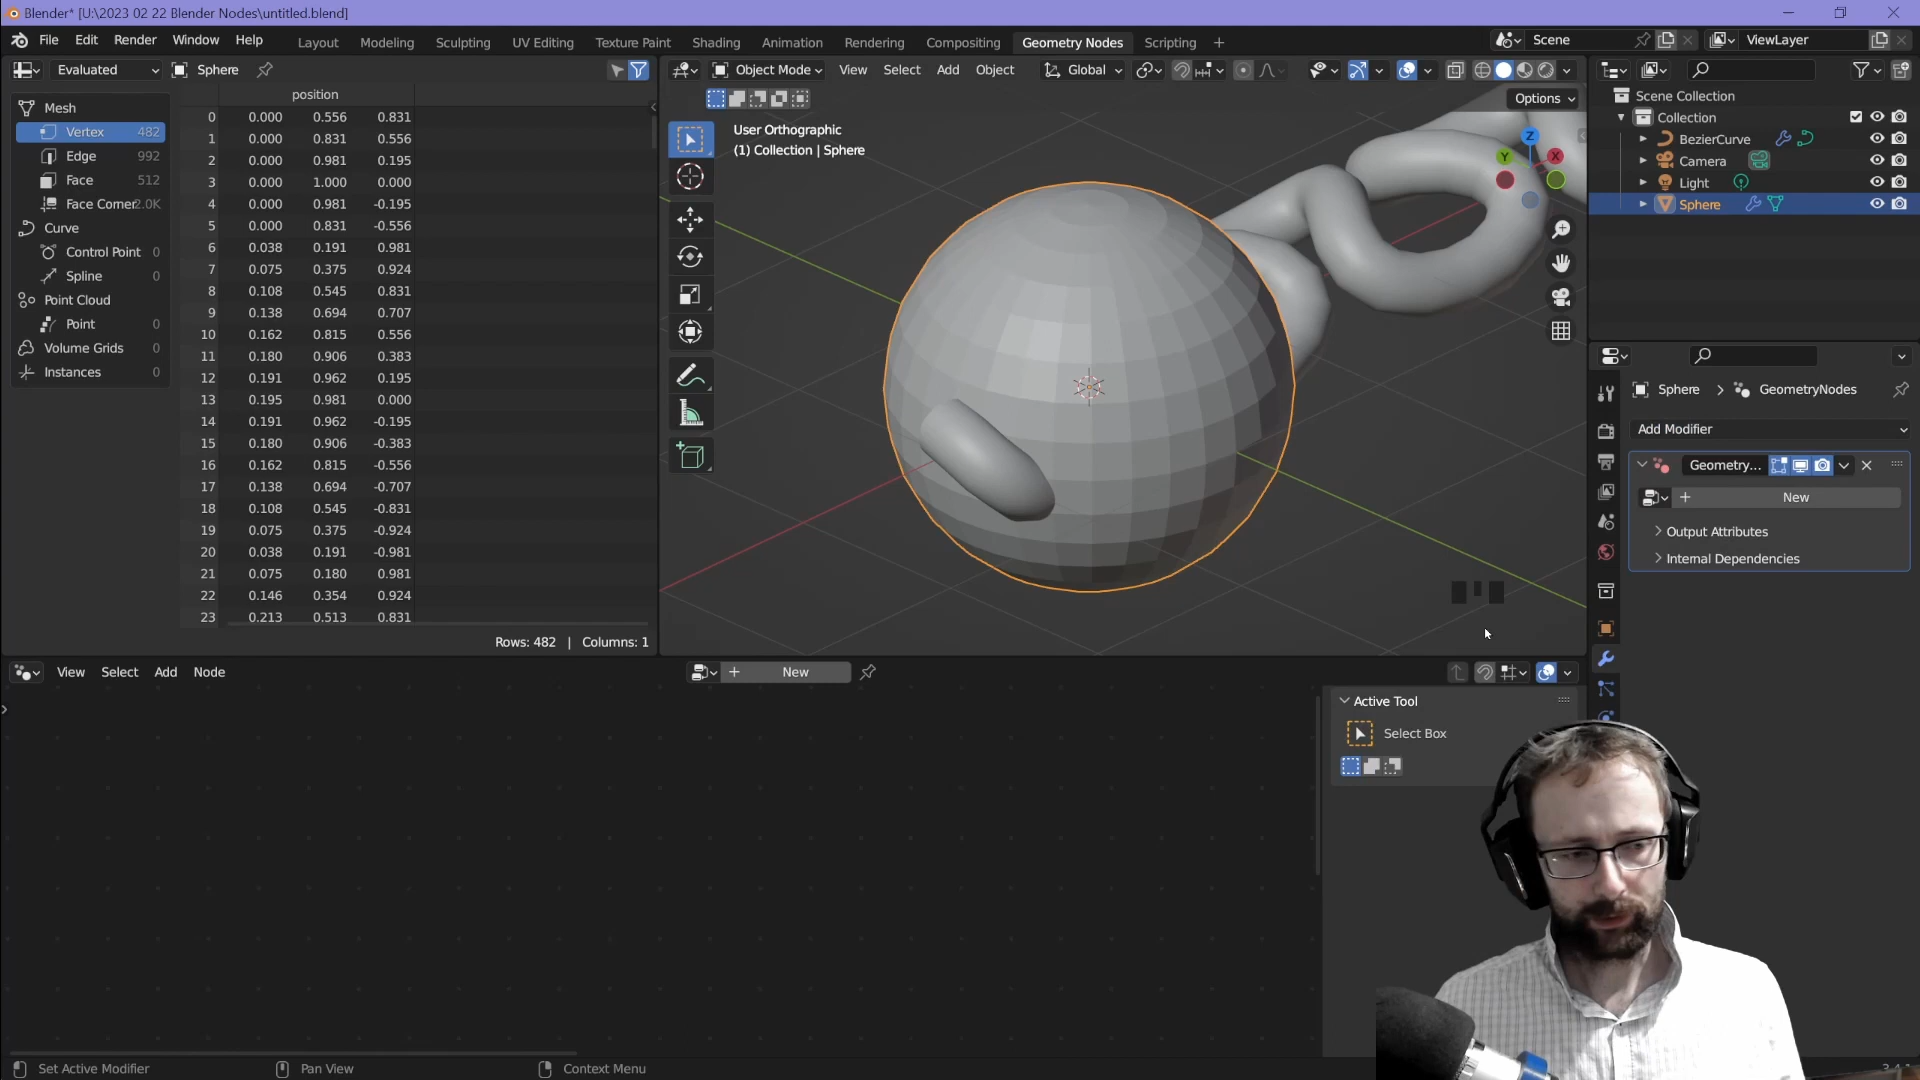 Blender* [U:\2023 02 22 Blender Nodes\untitled.blend]
File Edit Render Window Help Layout Modeling Sculpting UV Editing Texture Paint Shading Animation Rendering Compositing Geometry Nodes Scripting + Scene ViewLayer
Evaluated Sphere Object Mode View Select Add Object Global
Options
Mesh
Vertex 482
Edge 992
Face 512
Face Corner 2.0K
Curve
Control Point 0
Spline 0
Point Cloud
Point 0
Volume Grids 0
Instances 0
position
0 0.000 0.556 0.831
1 0.000 0.831 0.556
2 0.000 0.981 0.195
3 0.000 1.000 0.000
4 0.000 0.981 -0.195
5 0.000 0.831 -0.556
6 0.038 0.191 0.981
7 0.075 0.375 0.924
8 0.108 0.545 0.831
9 0.138 0.694 0.707
10 0.162 0.815 0.556
11 0.180 0.906 0.383
12 0.191 0.962 0.195
13 0.195 0.981 0.000
14 0.191 0.962 -0.195
15 0.180 0.906 -0.383
16 0.162 0.815 -0.556
17 0.138 0.694 -0.707
18 0.108 0.545 -0.831
19 0.075 0.375 -0.924
20 0.038 0.191 -0.981
21 0.075 0.180 0.981
22 0.146 0.354 0.924
23 0.213 0.513 0.831
Rows: 482 | Columns: 1
User Orthographic
(1) Collection | Sphere
Z
Y X
Scene Collection
Collection
BezierCurve
Camera
Light
Sphere
Sphere > GeometryNodes
Add Modifier
Geometry...
+ New
Output Attributes
Internal Dependencies
View Select Add Node + New
Active Tool
Select Box
Set Active Modifier Pan View Context Menu